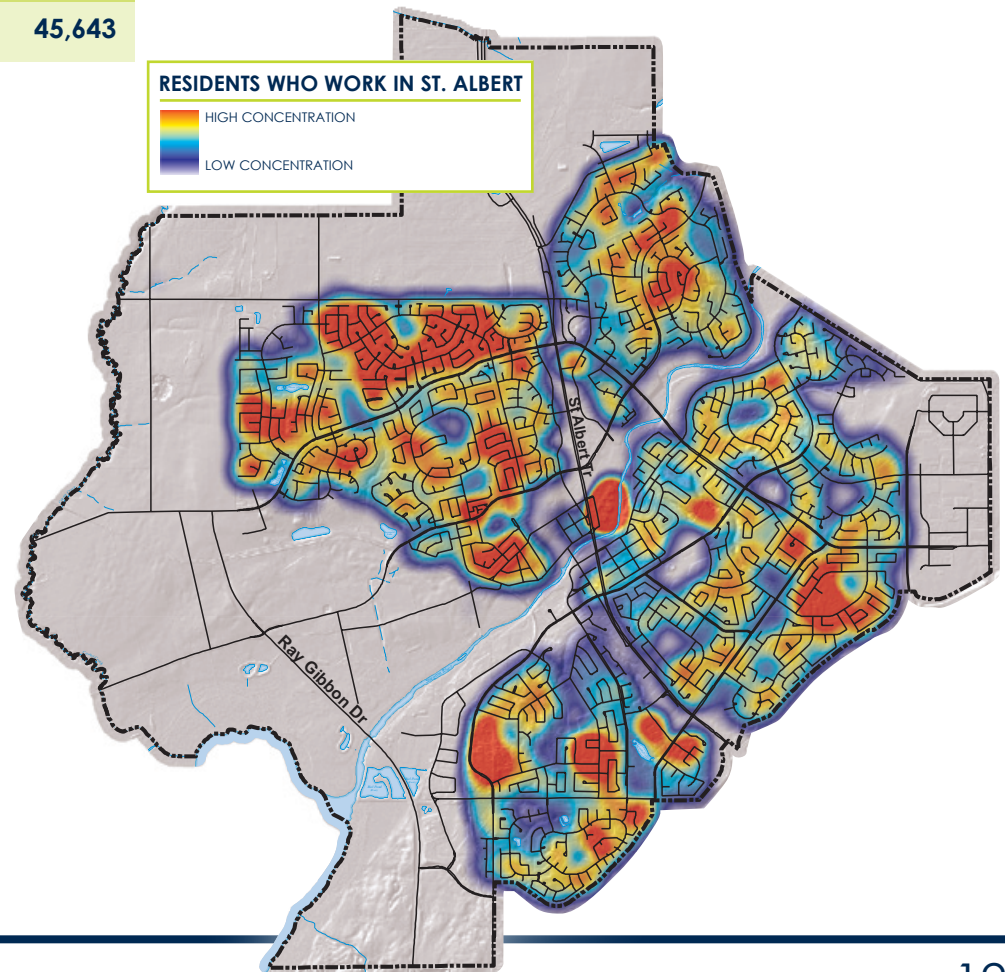 45,643
RESIDENTS WHO WORK IN ST. ALBERT
HIGH CONCENTRATION
LOW CONCENTRATION
St Albert Tr
Ray Gibbon Dr